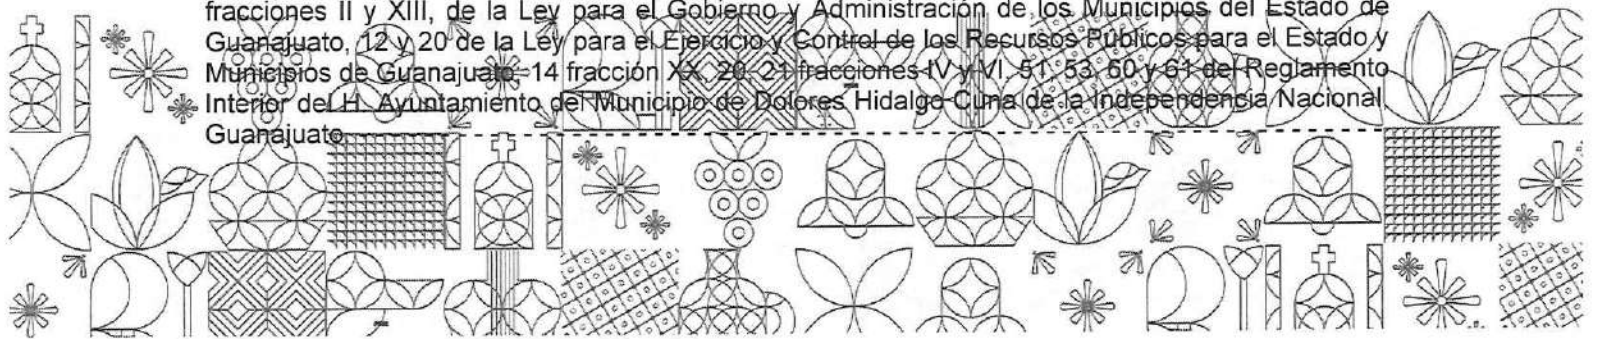 fracciones II y XIII, de la Ley para el Gobierno y Administración de los Municipios del Estado de
Guanajuato, 12 y 20 de la Ley para el Ejercicio y Control de los Recursos Públicos para el Estado y
Municipios de Guanajuato, 14 fracción XX, 20, 21 fracciones IV y VI, 51, 53, 60 y 61 del Reglamento
Interior del H. Ayuntamiento del Municipio de Dolores Hidalgo Cuna de la Independencia Nacional
Guanajuato